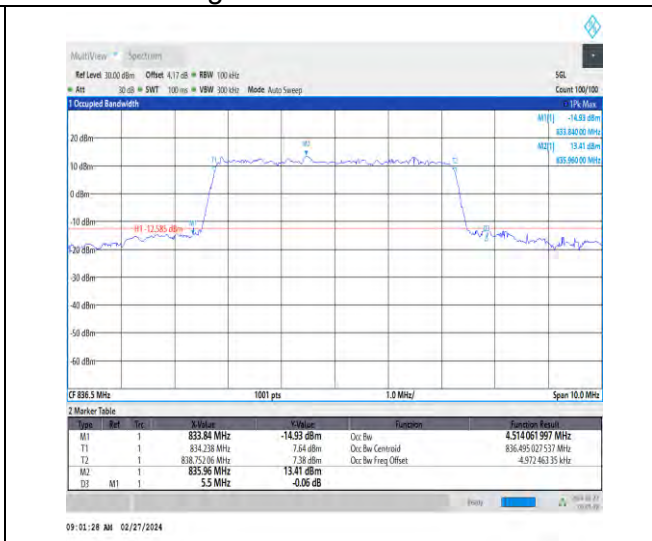 MultiView Spectrum
Ref Level 30.00 dBm Offset 4.17 dB RBW 100 kHz SGL
Att 30 dB SWT 100 ms VBW 300 kHz Mode Auto Sweep Count 100/100
1 Occupied Bandwidth 1Pk Max
M1[1] -14.93 dBm
833.840 00 MHz
M2[1] 13.41 dBm
835.960 00 MHz
20 dBm
M2
T1 T2
10 dBm
0 dBm
-10 dBm
H1 -12.585 dBm M1
D3
-20 dBm
-30 dBm
-40 dBm
-50 dBm
-60 dBm
CF 836.5 MHz 1001 pts 1.0 MHz/ Span 10.0 MHz
2 Marker Table
Type Ref Trc X-Value Y-Value Function Function Result
M1 1 833.84 MHz -14.93 dBm Occ Bw 4.514 061 997 MHz
T1 1 834.238 MHz 7.64 dBm Occ Bw Centroid 836.495 027 537 MHz
T2 1 838.752 06 MHz 7.38 dBm Occ Bw Freq Offset -4.972 463 35 kHz
M2 1 835.96 MHz 13.41 dBm
D3 M1 1 5.5 MHz -0.06 dB
Ready
09:01:28 AM 02/27/2024